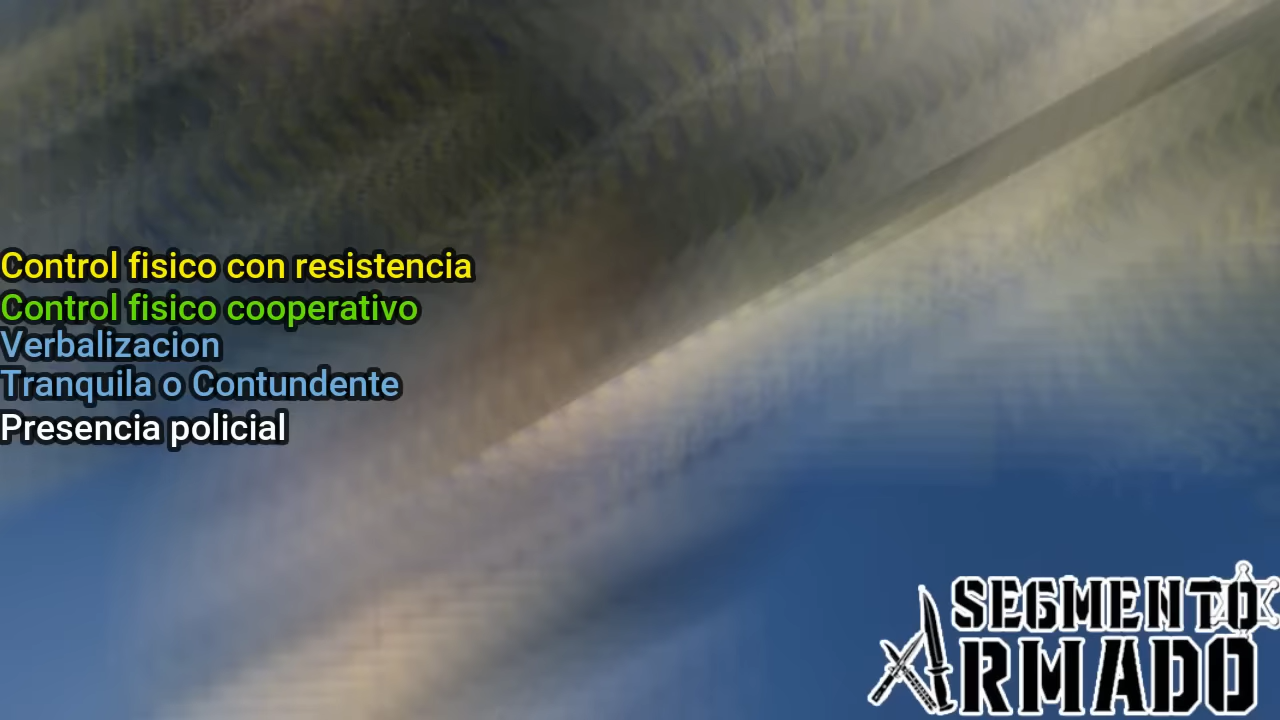 Control fisico con resistencia
Control fisico cooperativo
Verbalizacion
Tranquila o Contundente
Presencia policial
SEGMENTO
ARMADO